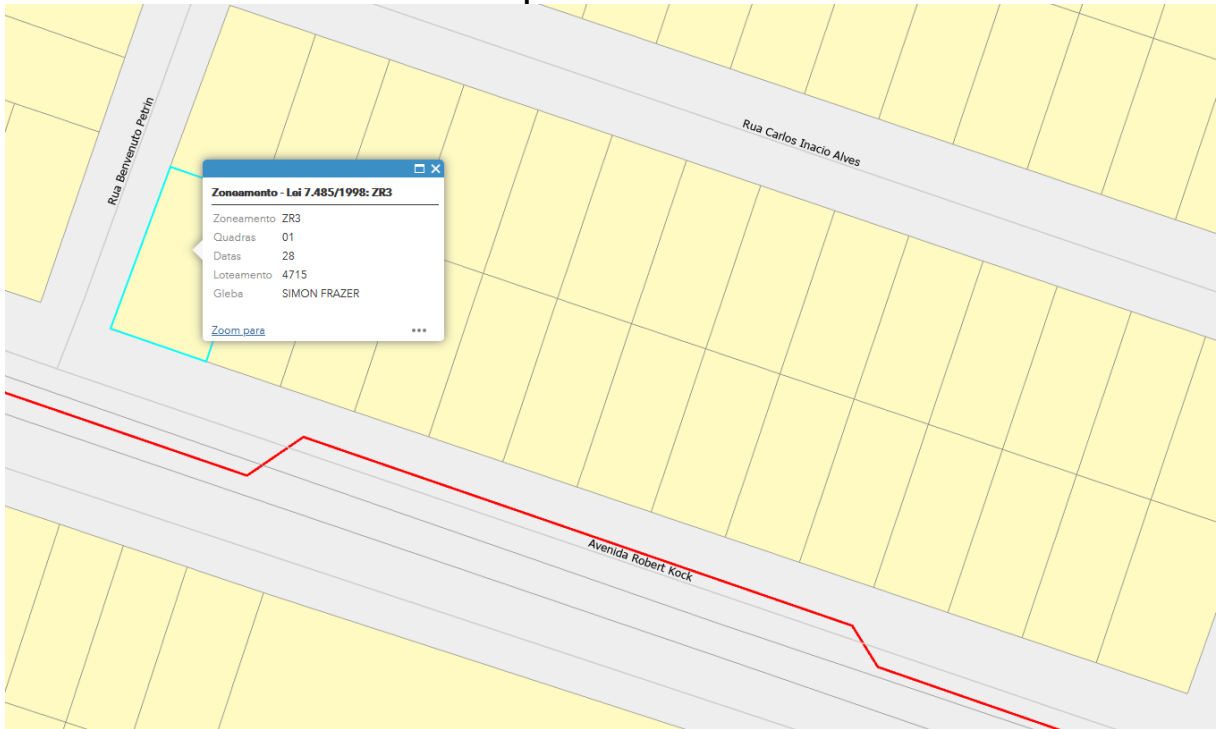 Rua Carlos Inacio Alves
Rua Benvenuto Petrin
Zoneamento - Lei 7.485/1998: ZR3
Zoneamento ZR3
Quadras 01
Datas 28
Loteamento 4715
Gleba SIMON FRAZER
Zoom para
Avenida Robert Kock